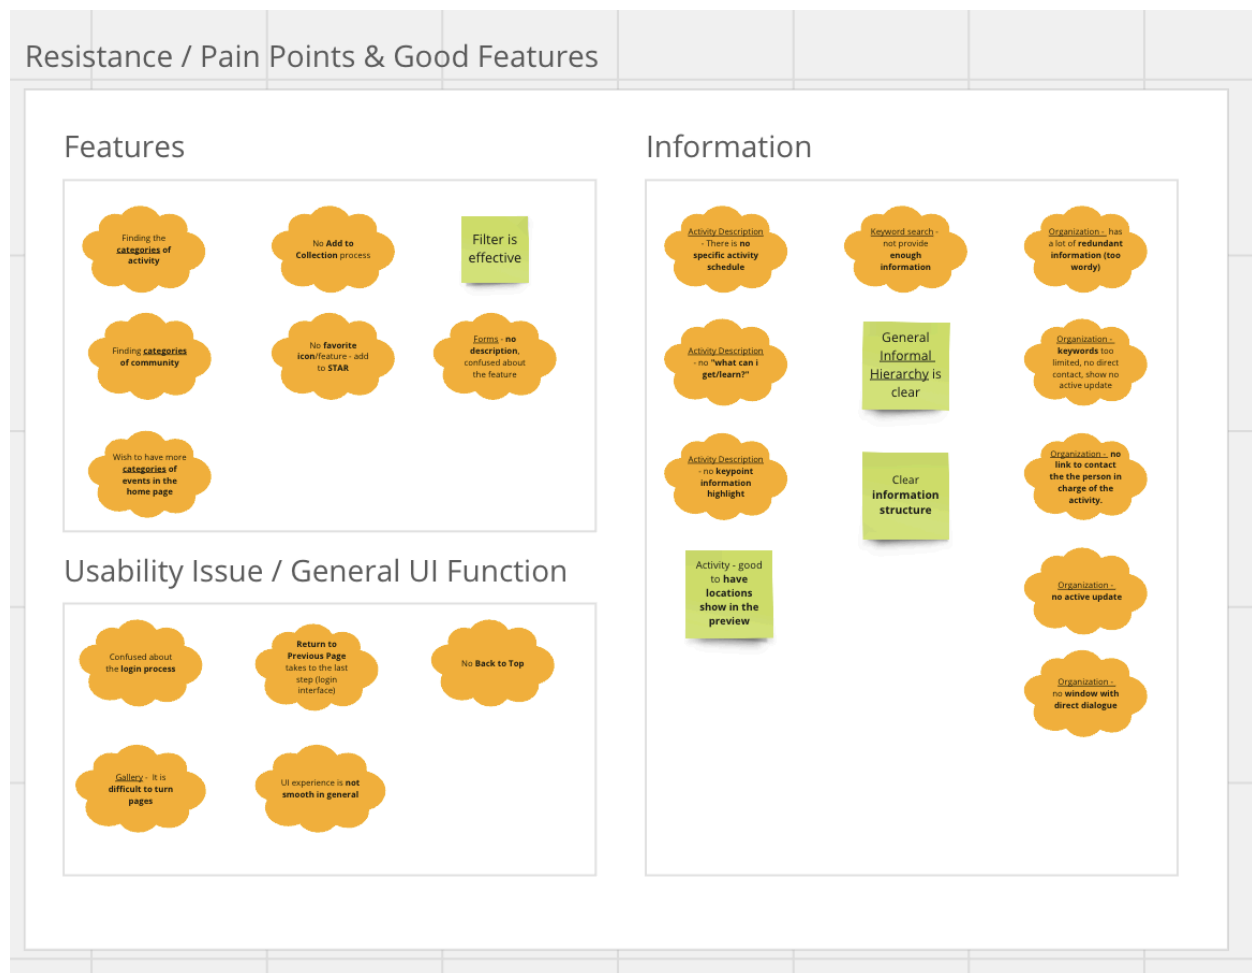 Resistance / Pain Points & Good Features
Features
Finding the
categories of
activity
No Add to
Collection process
Filter is
effective
Finding categories
of community
No favorite
icon/feature - add
to STAR
Forms - no
description,
confused about
the feature
Wish to have more
categories of
events in the
home page
Usability Issue / General UI Function
Confused about
the login process
Return to
Previous Page
takes to the last
step (login
interface)
No Back to Top
Gallery - It is
difficult to turn
pages
UI experience is not
smooth in general
Information
Activity Description
- There is no
specific activity
schedule
Keyword search -
not provide
enough
information
Organization - has
a lot of redundant
information (too
wordy)
Activity Description
- no "what can i
get/learn?"
General
Informal
Hierarchy is
clear
Organization -
keywords too
limited, no direct
contact, show no
active update
Activity Description
- no keypoint
information
highlight
Clear
information
structure
Organization - no
link to contact
the the person in
charge of the
activity.
Activity - good
to have
locations
show in the
preview
Organization -
no active update
Organization -
no window with
direct dialogue